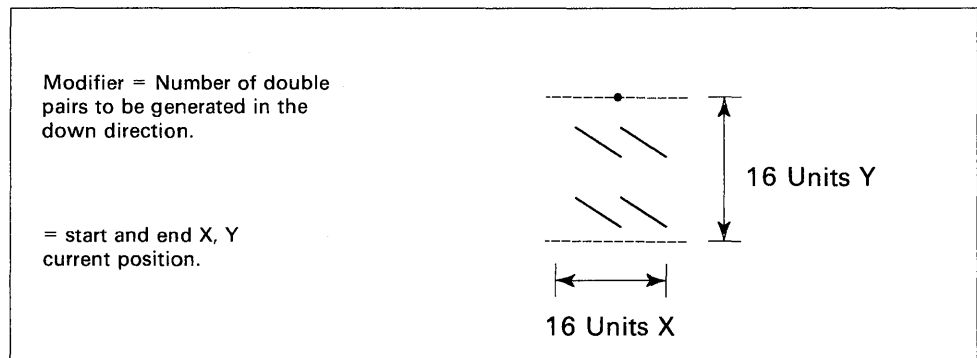 Modifier = Number of double
pairs to be generated in the
down direction.
16 Units Y
= start and end X, Y
current position.
16 Units X